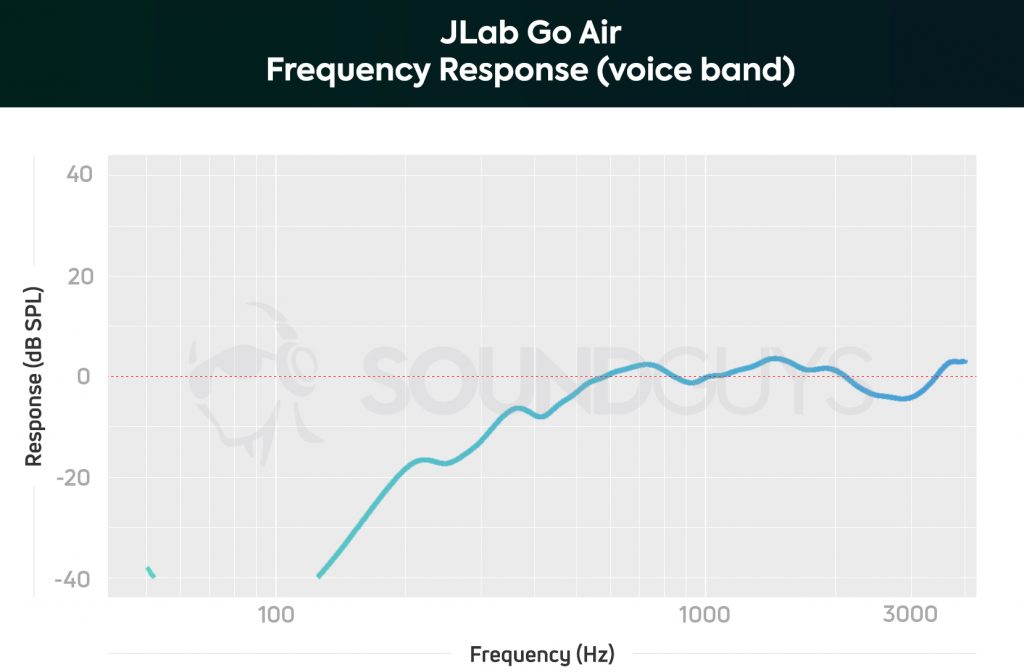 JLab Go Air
Frequency Response (voice band)
40
20
0
-20
-40
Response (dB SPL)
SOUNDGUYS
100
1000
3000
Frequency (Hz)